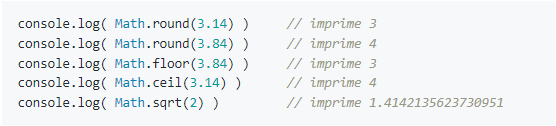 console.log( Math.round(3.14) )     // imprime 3
console.log( Math.round(3.84) )     // imprime 4
console.log( Math.floor(3.84) )     // imprime 3
console.log( Math.ceil(3.14) )      // imprime 4
console.log( Math.sqrt(2) )         // imprime 1.4142135623730951